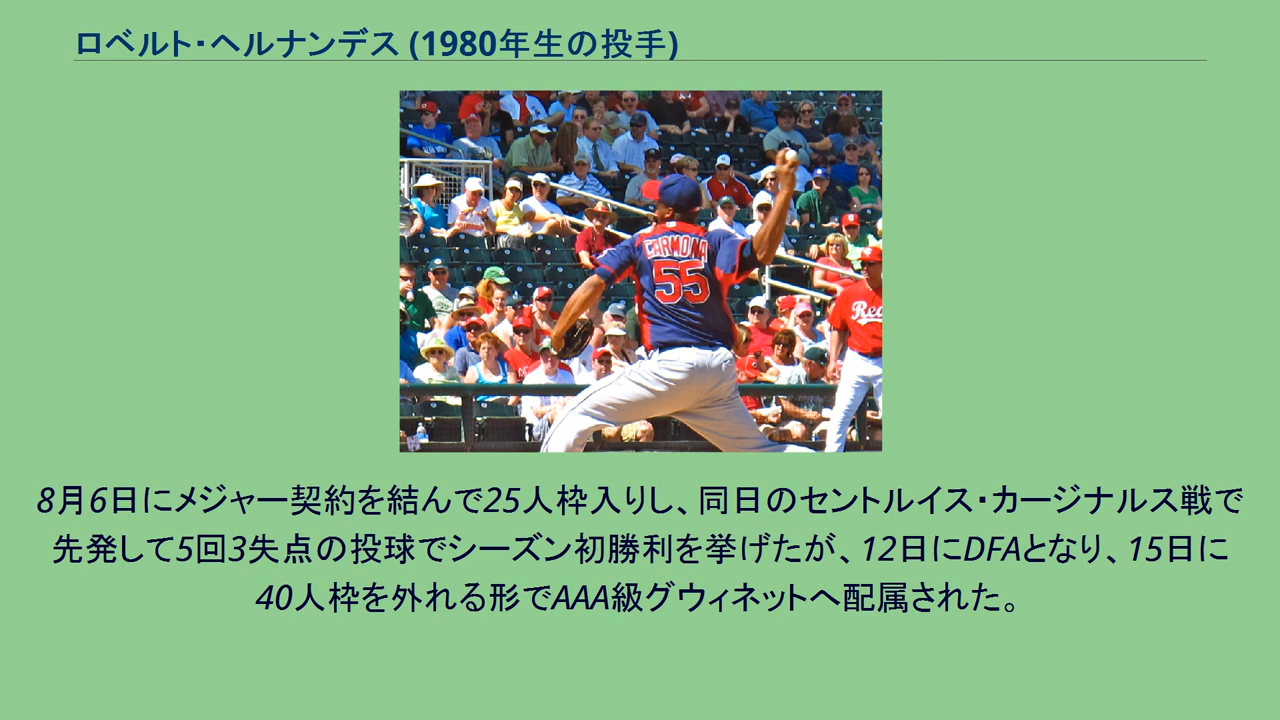 ロベルト・ヘルナンデス (1980年生の投手)
CARMONA
55
Red
8月6日にメジャー契約を結んで25人枠入りし、同日のセントルイス・カージナルス戦で
先発して5回3失点の投球でシーズン初勝利を挙げたが、12日にDFAとなり、15日に
40人枠を外れる形でAAA級グウィネットへ配属された。